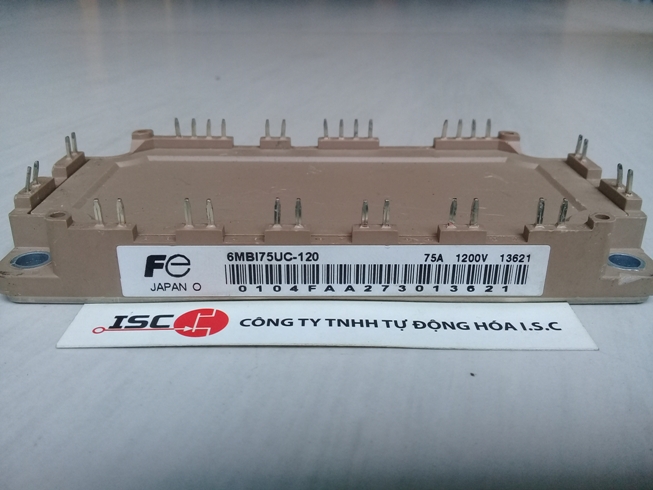 Fe 6MBI75UC-120 75A 1200V 13621
JAPAN O 0104FAA273013621
ISC CÔNG TY TNHH TỰ ĐỘNG HÓA I.S.C